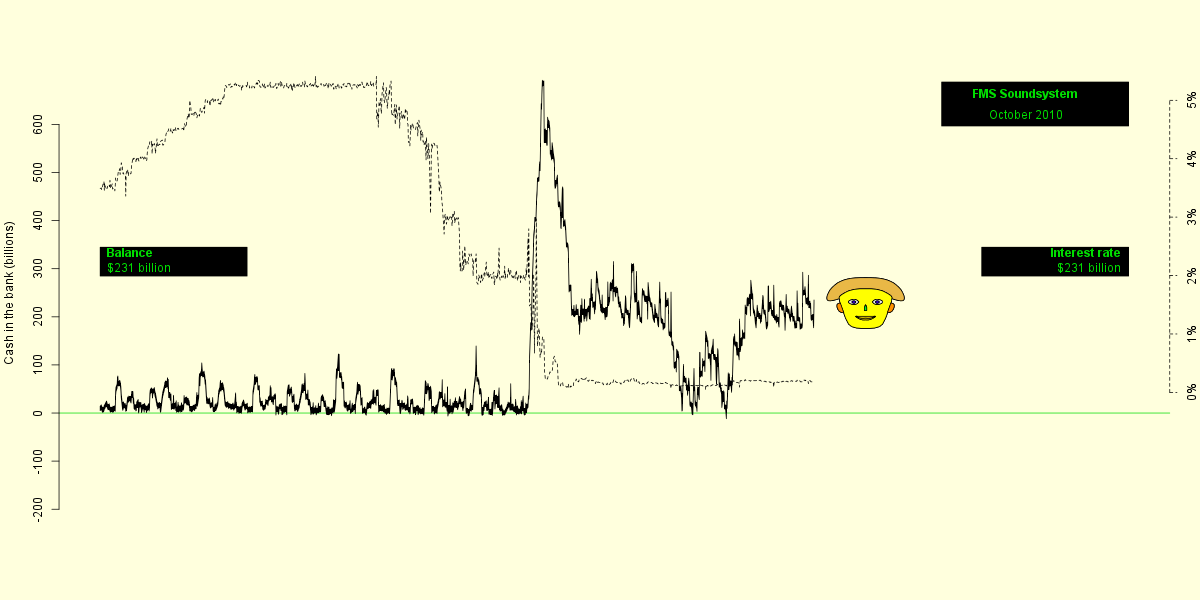 FMS Soundsystem
October 2010
Cash in the bank (billions)
600
500
400
300
200
100
0
-100
-200
Balance
$231 billion
Interest rate
$231 billion
5%
4%
3%
2%
1%
0%